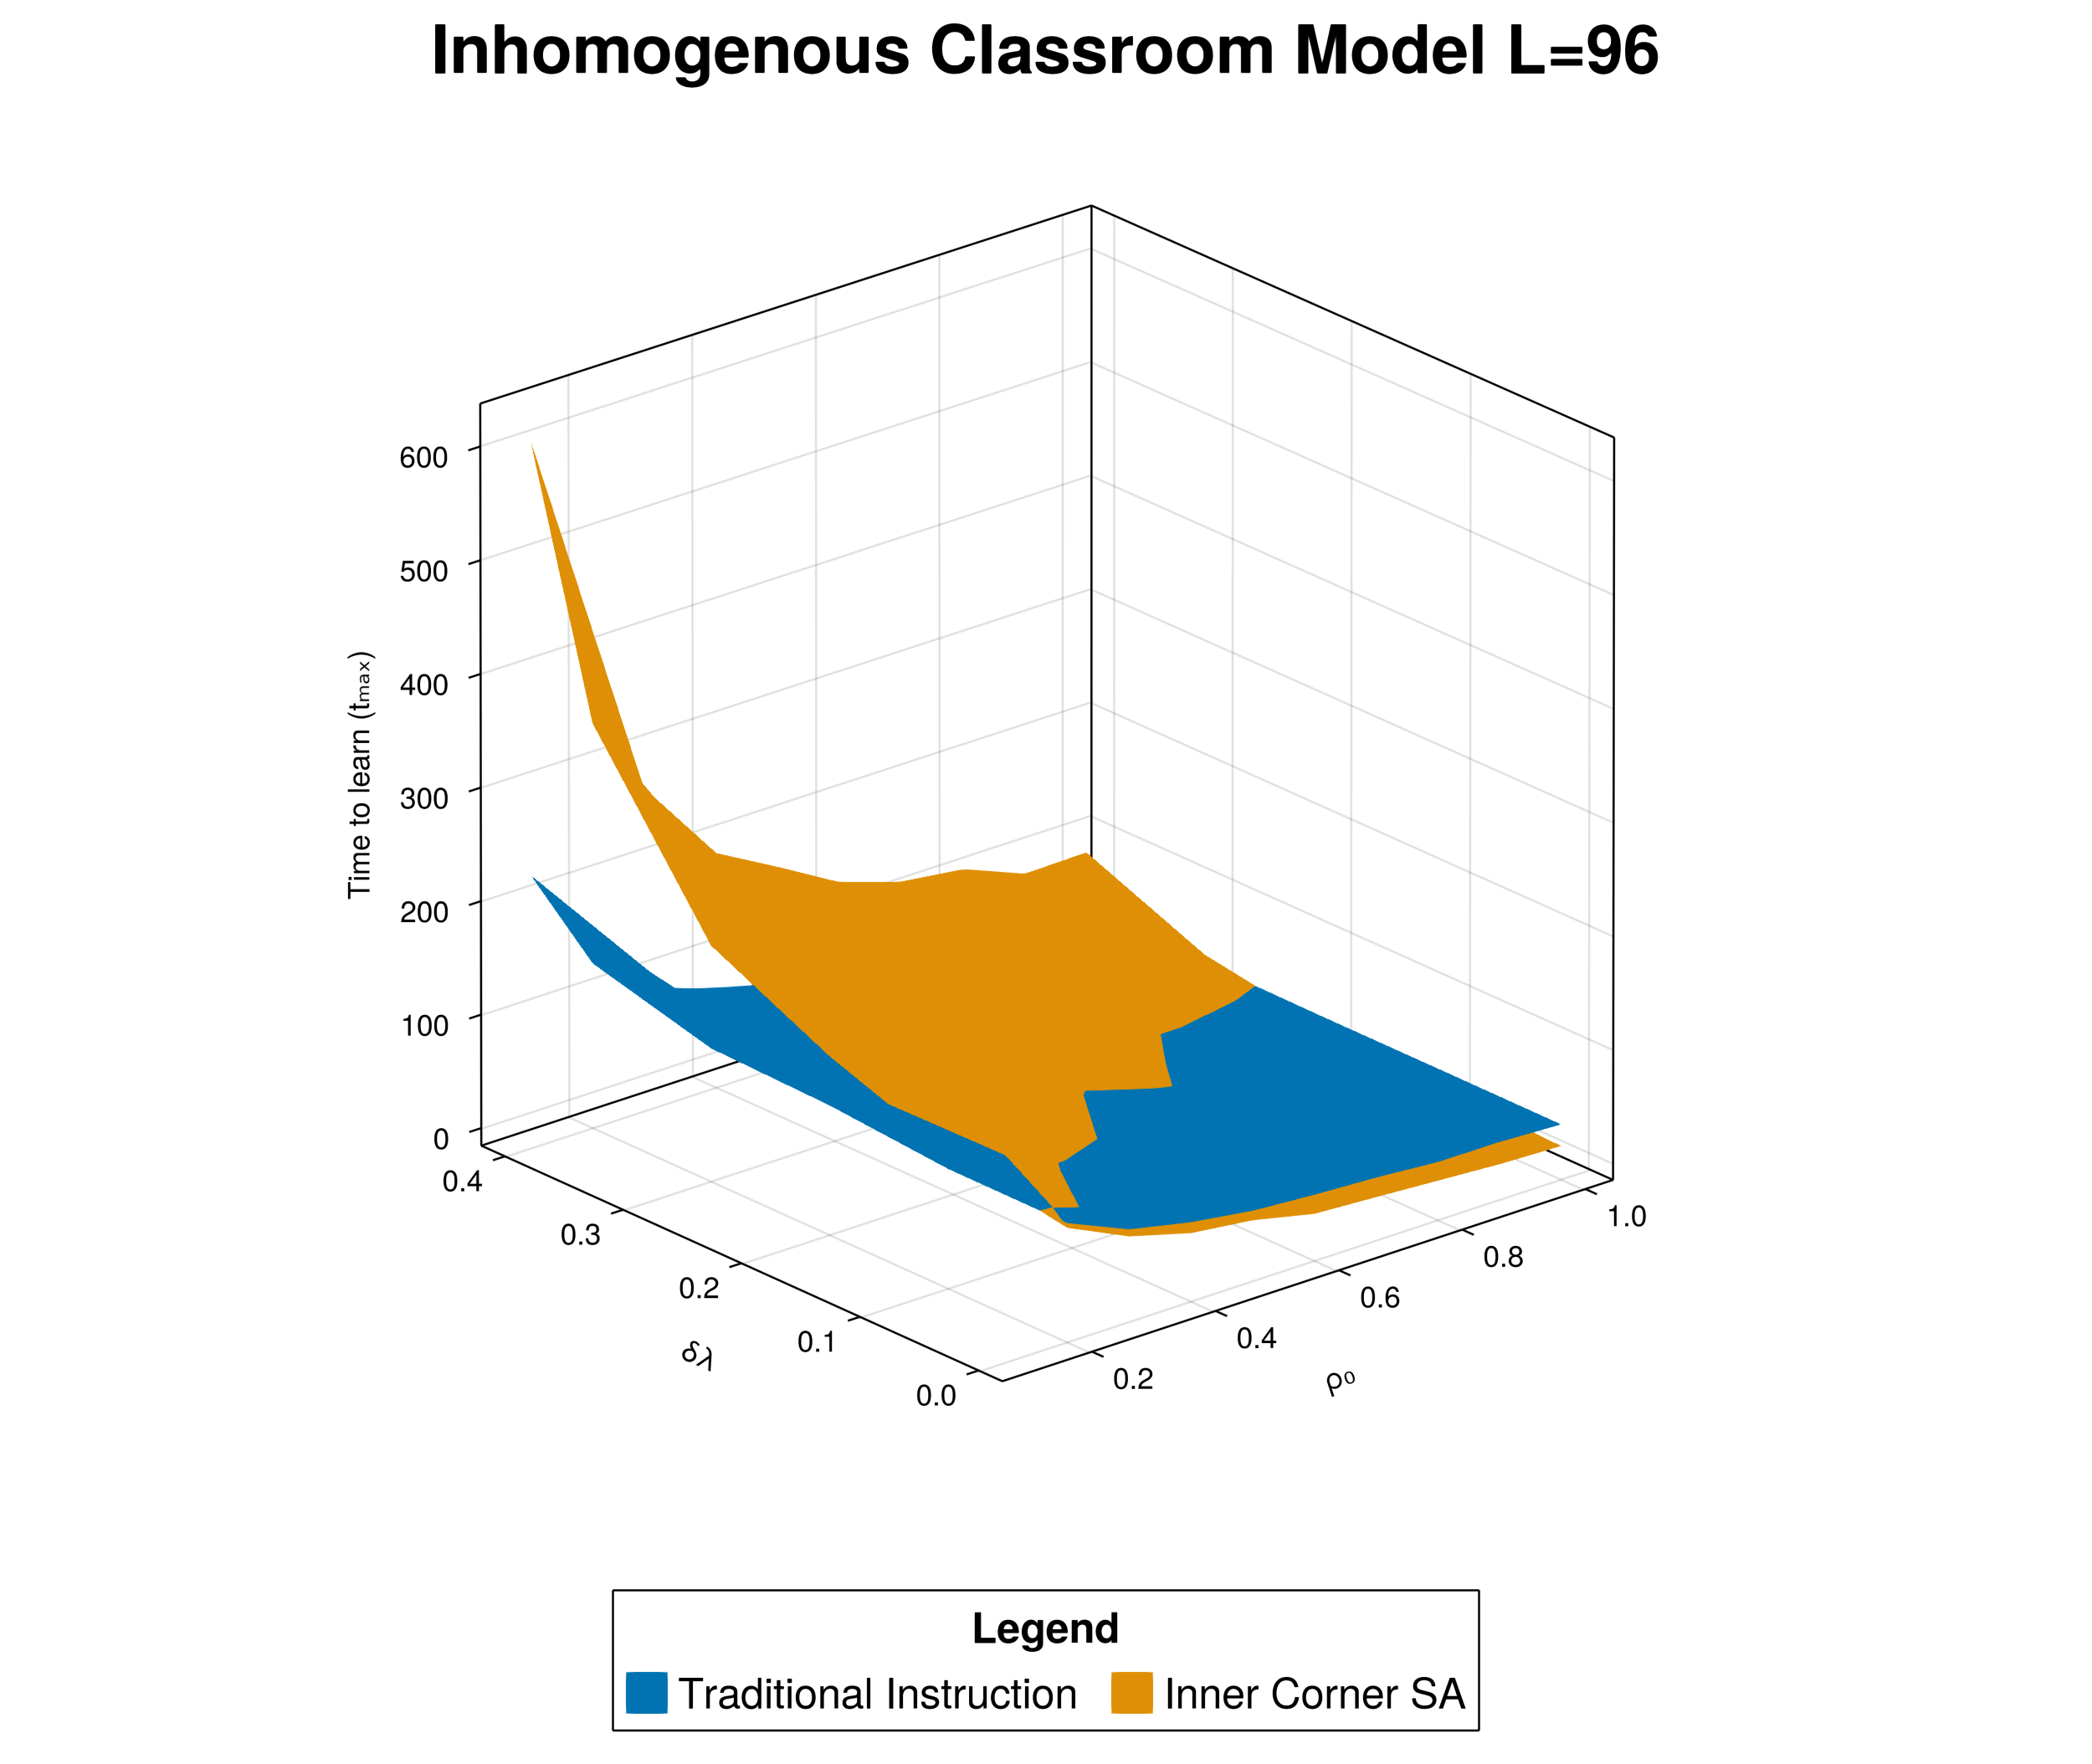 Inhomogenous Classroom Model L=96
Time to learn (tₘₐₓ)
600
500
400
300
200
100
0
0.4
0.3
0.2
0.1
0.0
δλ
0.2
0.4
0.6
0.8
1.0
ρ⁰
Legend
Traditional Instruction
Inner Corner SA